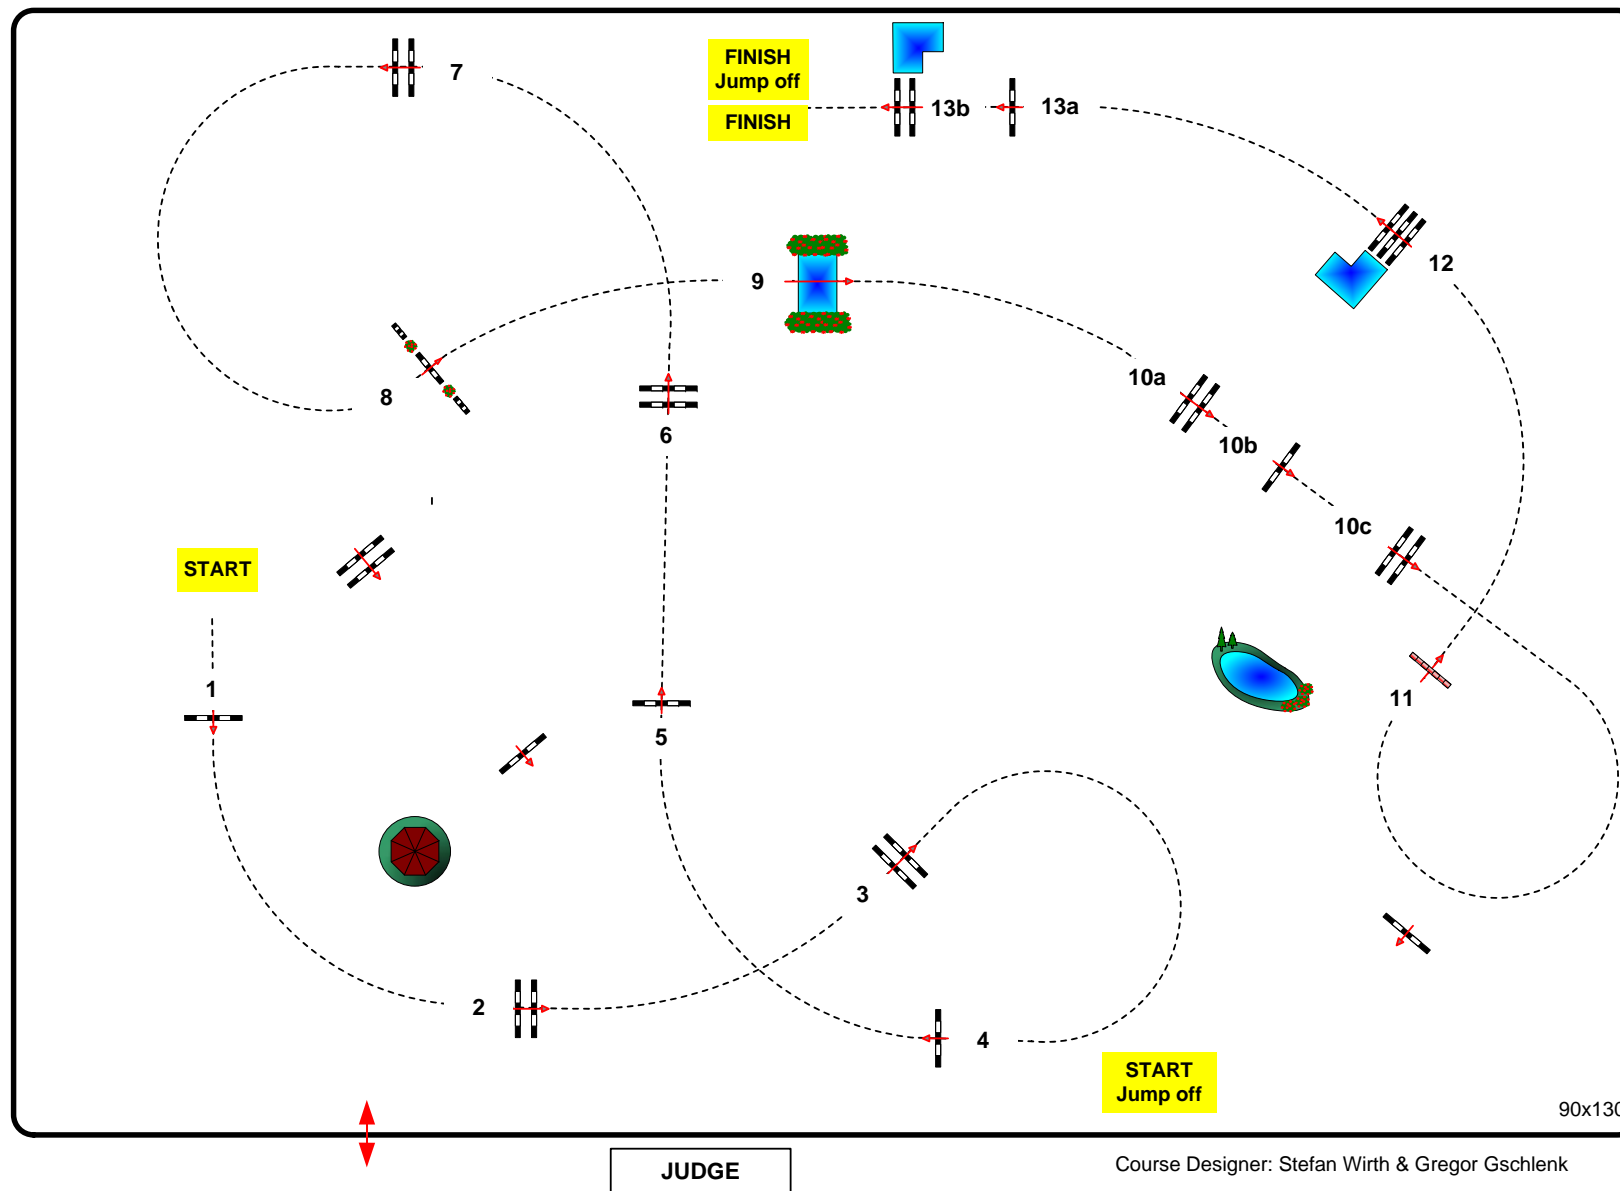 7
FINISH
Jump off
FINISH
13b
13a
12
9
8
10a
6
10b
10c
START
1
5
11
3
2
4
START
Jump off
90x130
JUDGE
Course Designer: Stefan Wirth & Gregor Gschlenk